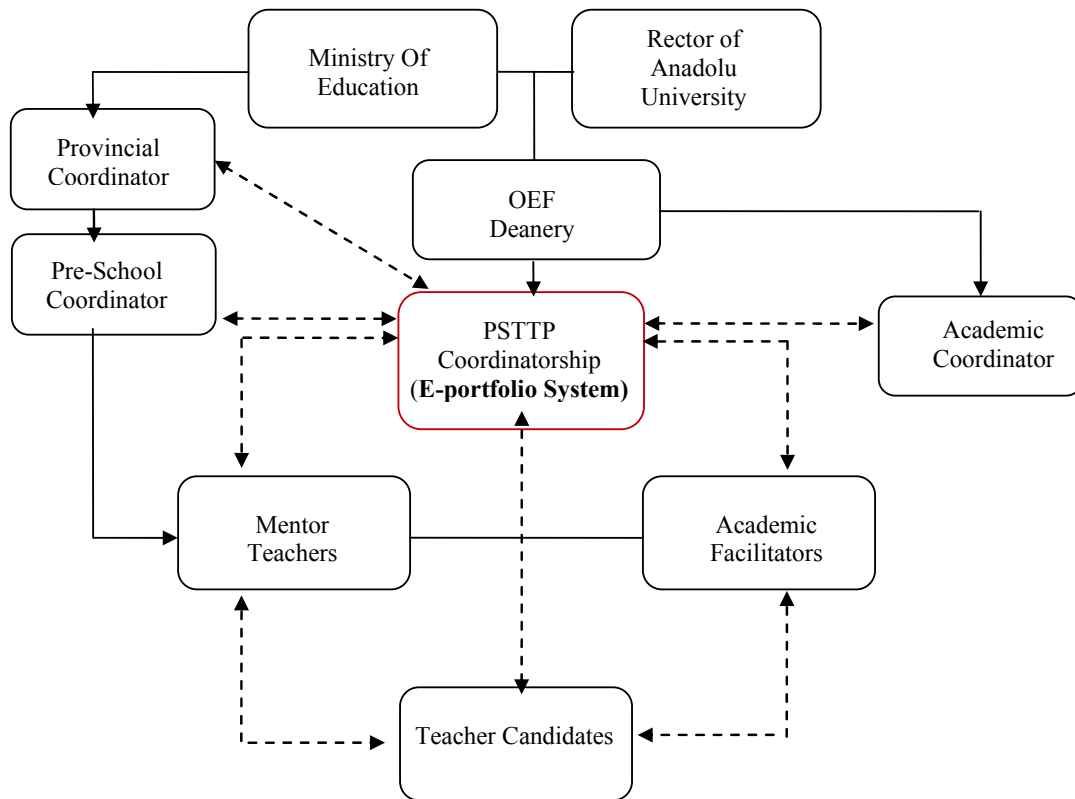 Ministry Of
Education
Rector of
Anadolu
University
Provincial
Coordinator
OEF
Deanery
Pre-School
Coordinator
PSTTP
Coordinatorship
(E-portfolio System)
Academic
Coordinator
Mentor
Teachers
Academic
Facilitators
Teacher Candidates